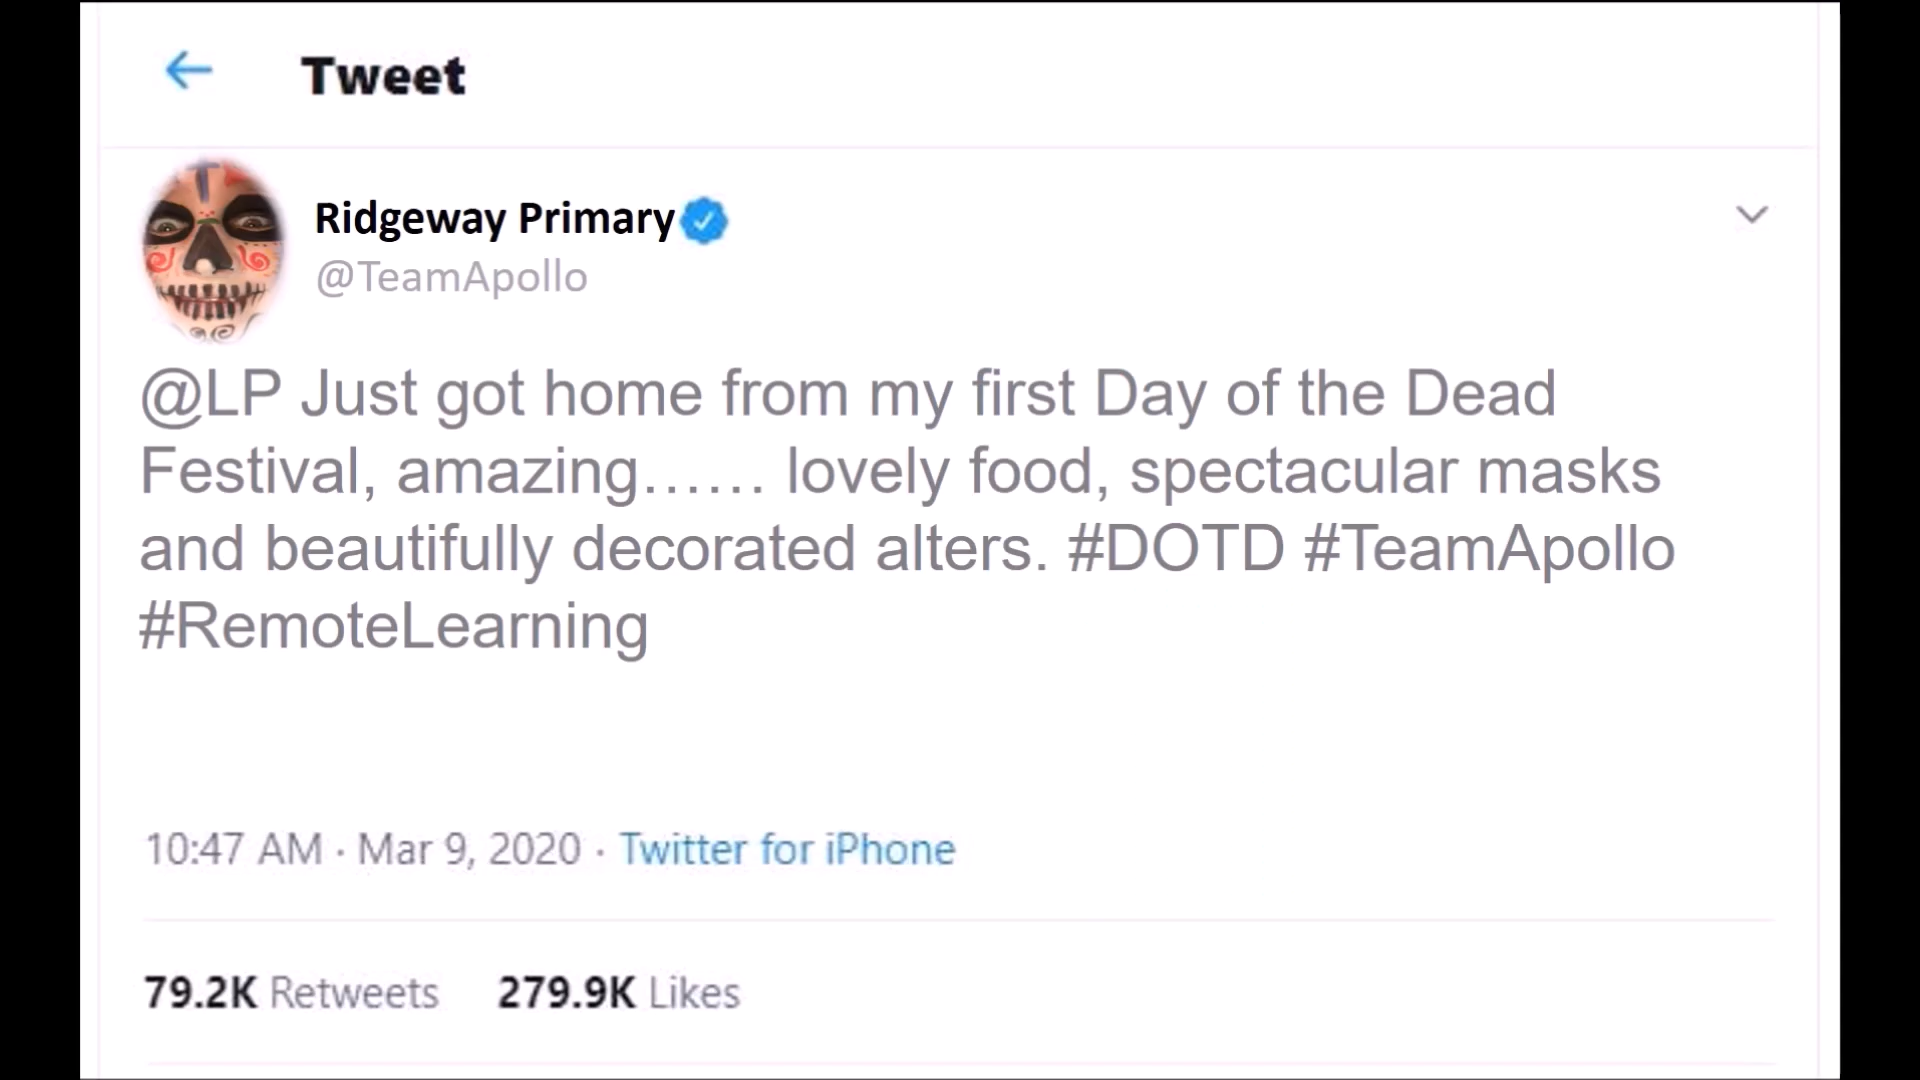 Tweet
Ridgeway Primary
@TeamApollo
@LP Just got home from my first Day of the Dead
Festival, amazing…… lovely food, spectacular masks
and beautifully decorated alters. #DOTD #TeamApollo
#RemoteLearning
10:47 AM · Mar 9, 2020 · Twitter for iPhone
79.2K Retweets 279.9K Likes